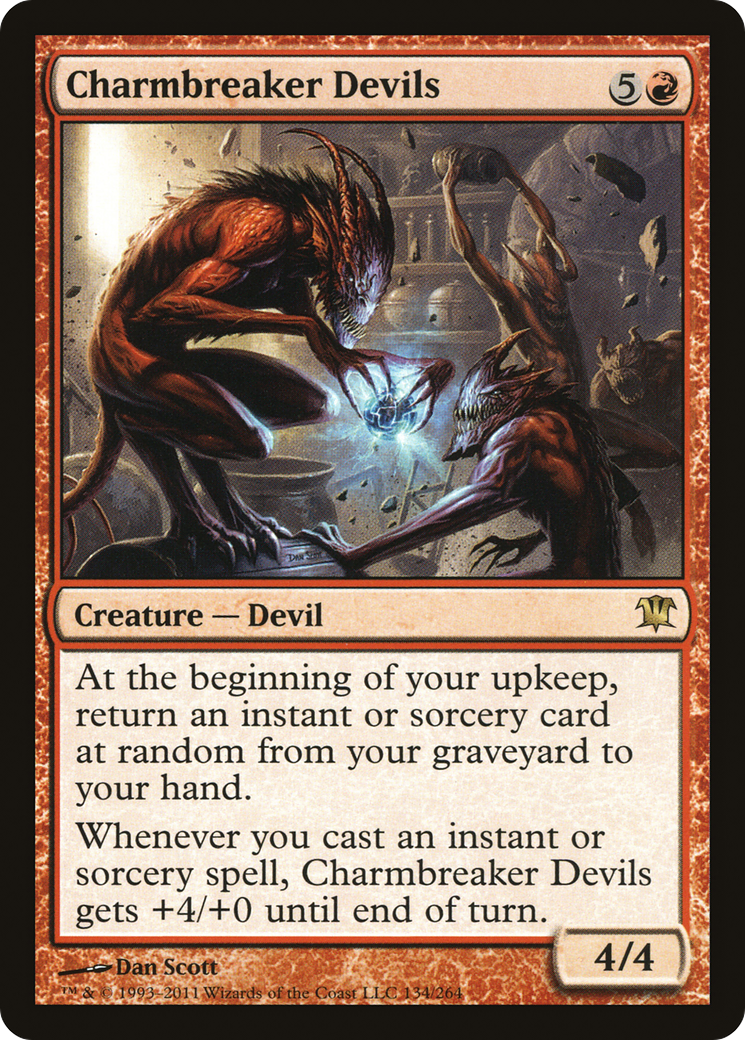 Charmbreaker Devils
5
DAN SCOTT
Creature — Devil
At the beginning of your upkeep,
return an instant or sorcery card
at random from your graveyard to
your hand.
Whenever you cast an instant or
sorcery spell, Charmbreaker Devils
gets +4/+0 until end of turn.
4/4
Dan Scott
™ & © 1993–2011 Wizards of the Coast LLC 134/264